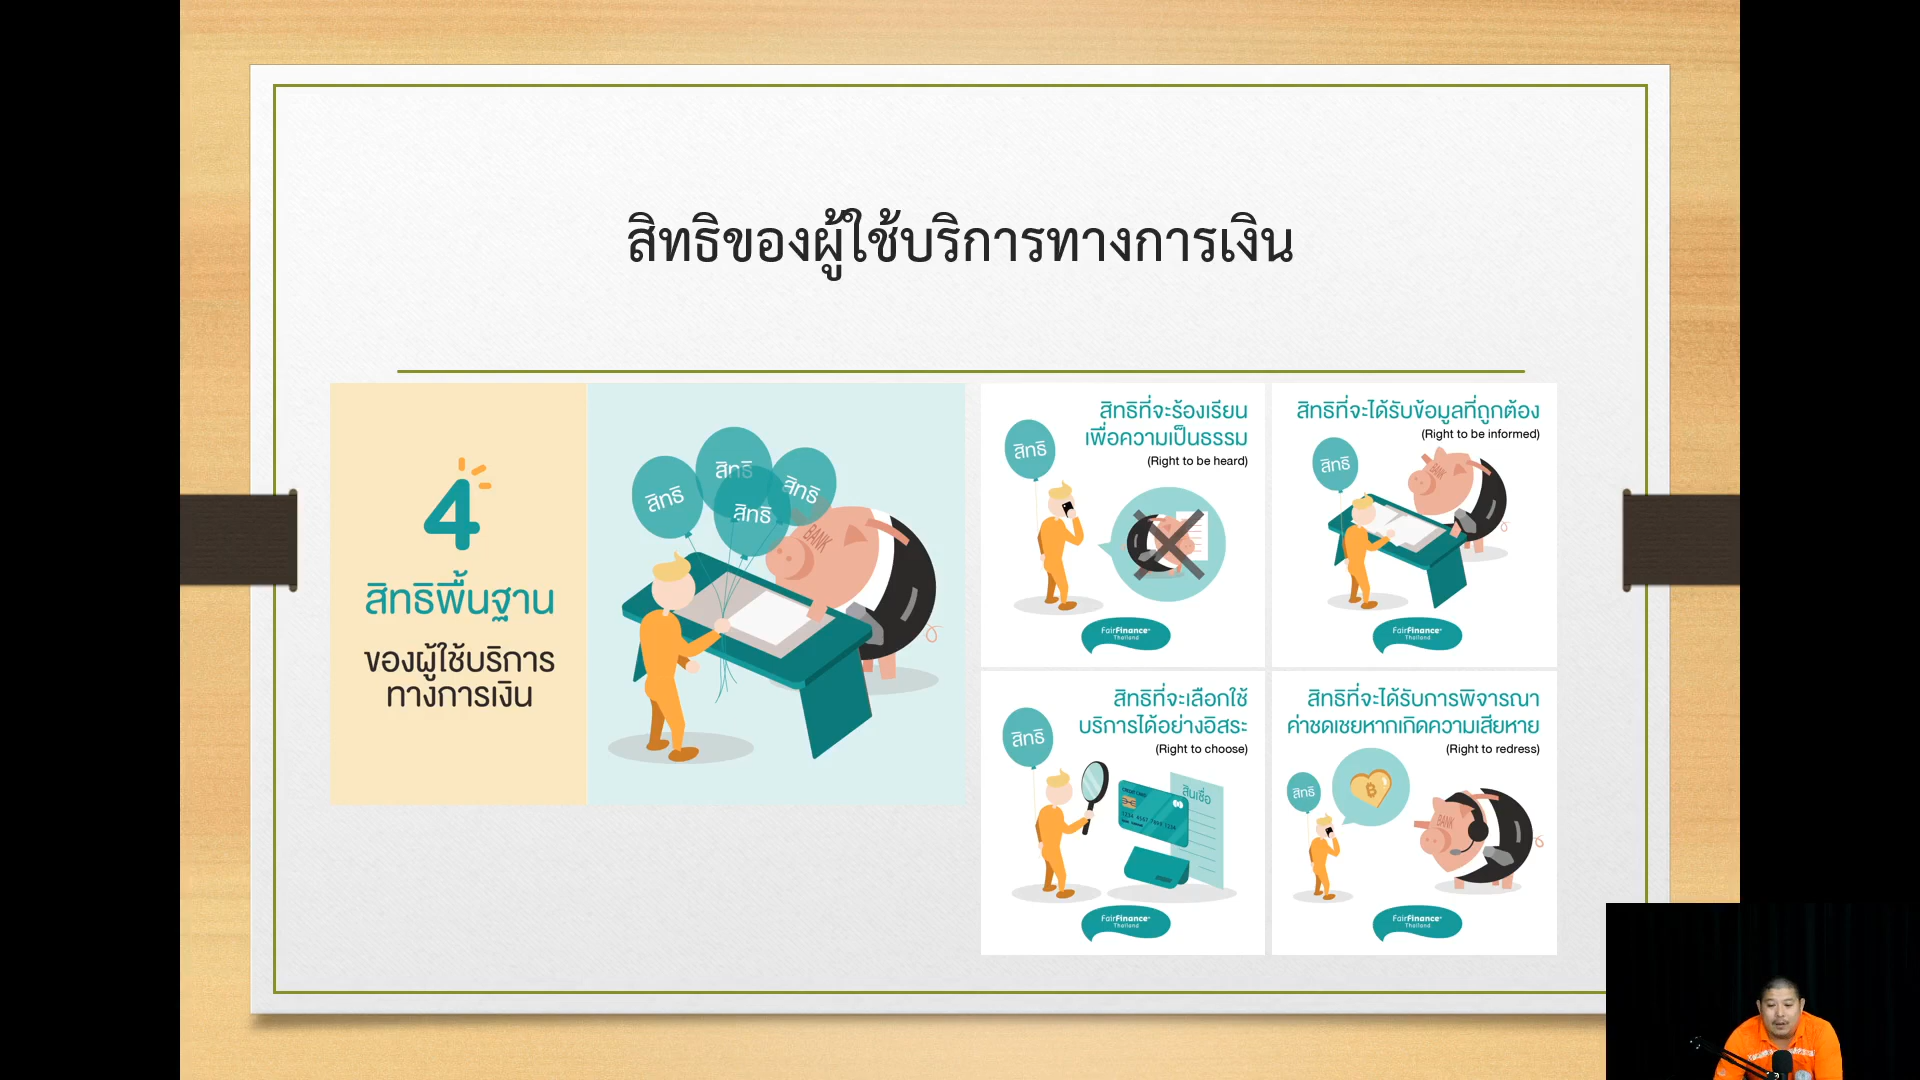 สิทธิของผู้ใช้บริการทางการเงิน
4
สิทธิพื้นฐาน
ของผู้ใช้บริการ
ทางการเงิน
สิทธิ
สิทธิ
สิทธิ
สิทธิ
BANK
สิทธิที่จะร้องเรียน
เพื่อความเป็นธรรม
(Right to be heard)
สิทธิ
FairFinance
Thailand
สิทธิที่จะได้รับข้อมูลที่ถูกต้อง
(Right to be informed)
สิทธิ
BANK
FairFinance
Thailand
สิทธิที่จะเลือกใช้
บริการได้อย่างอิสระ
(Right to choose)
สิทธิ
สินเชื่อ
CREDIT CARD
FairFinance
Thailand
สิทธิที่จะได้รับการพิจารณา
ค่าชดเชยหากเกิดความเสียหาย
(Right to redress)
สิทธิ
BANK
FairFinance
Thailand